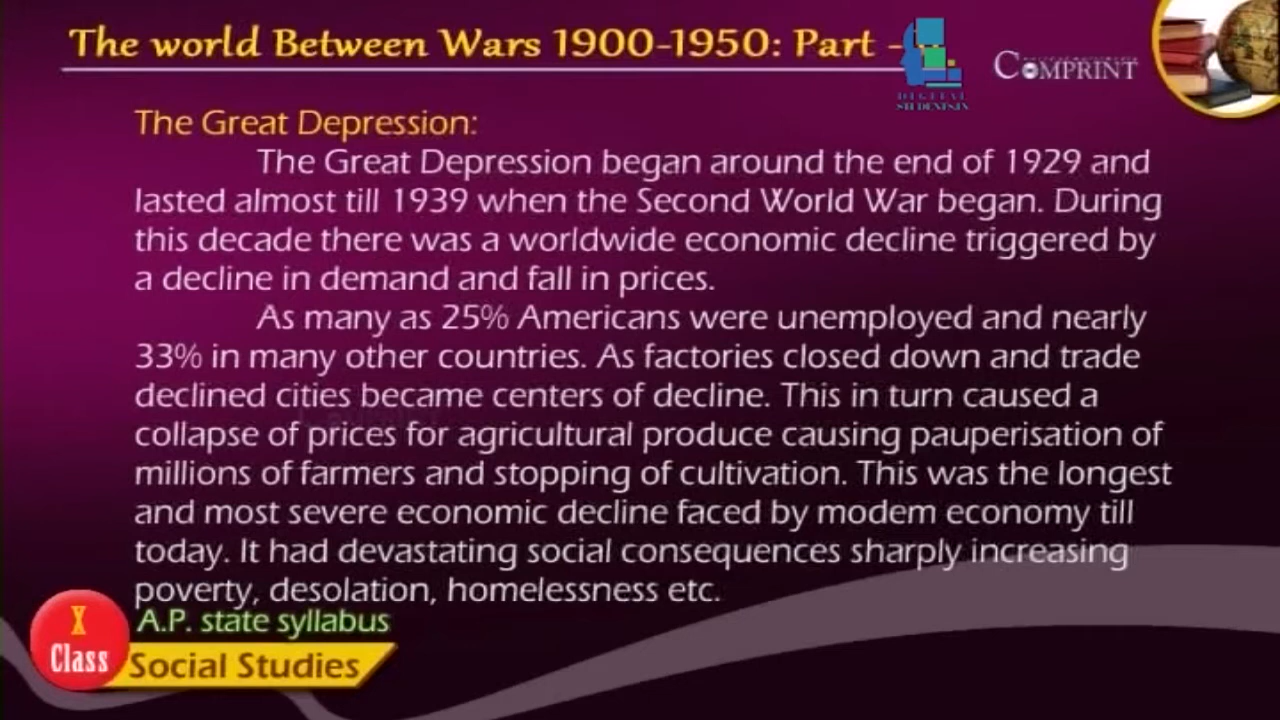 The world Between Wars 1900-1950: Part -
COMPRINT
DIGITAL
STUDENTS.IN
The Great Depression:
The Great Depression began around the end of 1929 and
lasted almost till 1939 when the Second World War began. During
this decade there was a worldwide economic decline triggered by
a decline in demand and fall in prices.
As many as 25% Americans were unemployed and nearly
33% in many other countries. As factories closed down and trade
declined cities became centers of decline. This in turn caused a
collapse of prices for agricultural produce causing pauperisation of
millions of farmers and stopping of cultivation. This was the longest
and most severe economic decline faced by modem economy till
today. It had devastating social consequences sharply increasing
poverty, desolation, homelessness etc.
A.P. state syllabus
X
Class
Social Studies